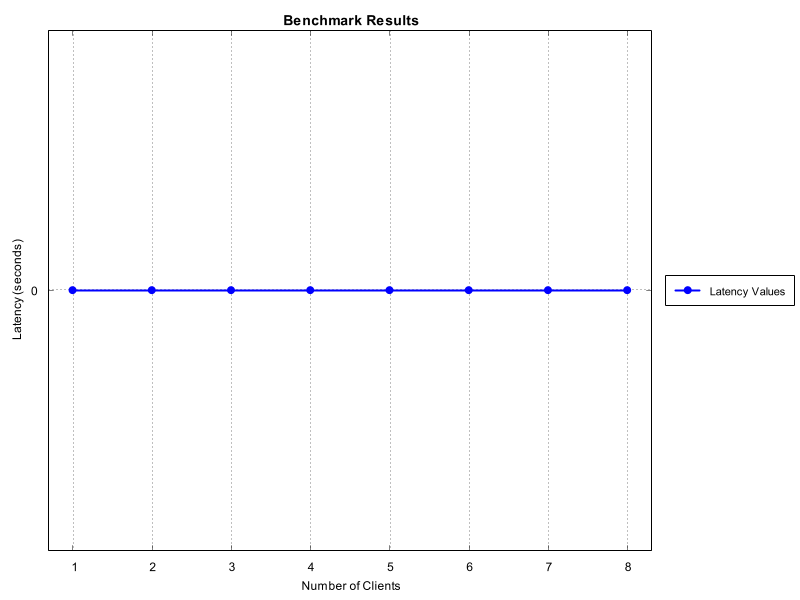 Benchmark Results
Latency (seconds)
0
Latency Values
1 2 3 4 5 6 7 8
Number of Clients